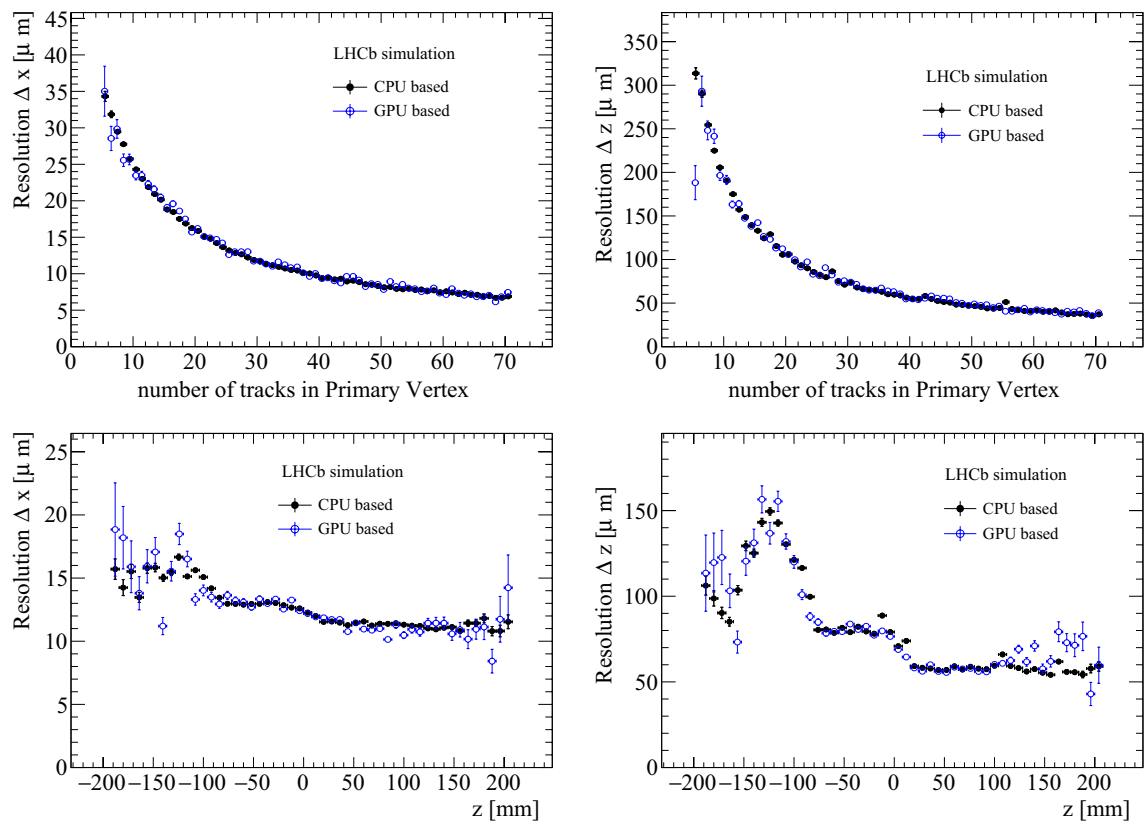 Resolution Δ x [μ m]
45
40
35
30
25
20
15
10
5
0
LHCb simulation
CPU based
GPU based
0 10 20 30 40 50 60 70
number of tracks in Primary Vertex
Resolution Δ z [μ m]
350
300
250
200
150
100
50
0
LHCb simulation
CPU based
GPU based
0 10 20 30 40 50 60 70
number of tracks in Primary Vertex
Resolution Δ x [μ m]
25
20
15
10
5
0
LHCb simulation
CPU based
GPU based
−200 −150 −100 −50 0 50 100 150 200
z [mm]
Resolution Δ z [μ m]
150
100
50
0
LHCb simulation
CPU based
GPU based
−200 −150 −100 −50 0 50 100 150 200
z [mm]